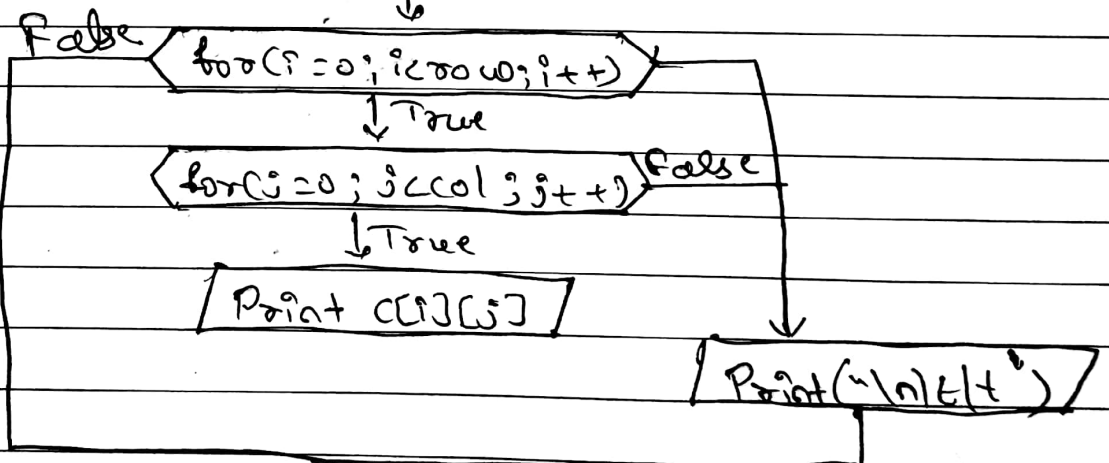 False
for(i=0; i<row; i++)
True
for(j=0; j<col; j++)
False
True
Print c[i][j]
Print("\n\t\t")